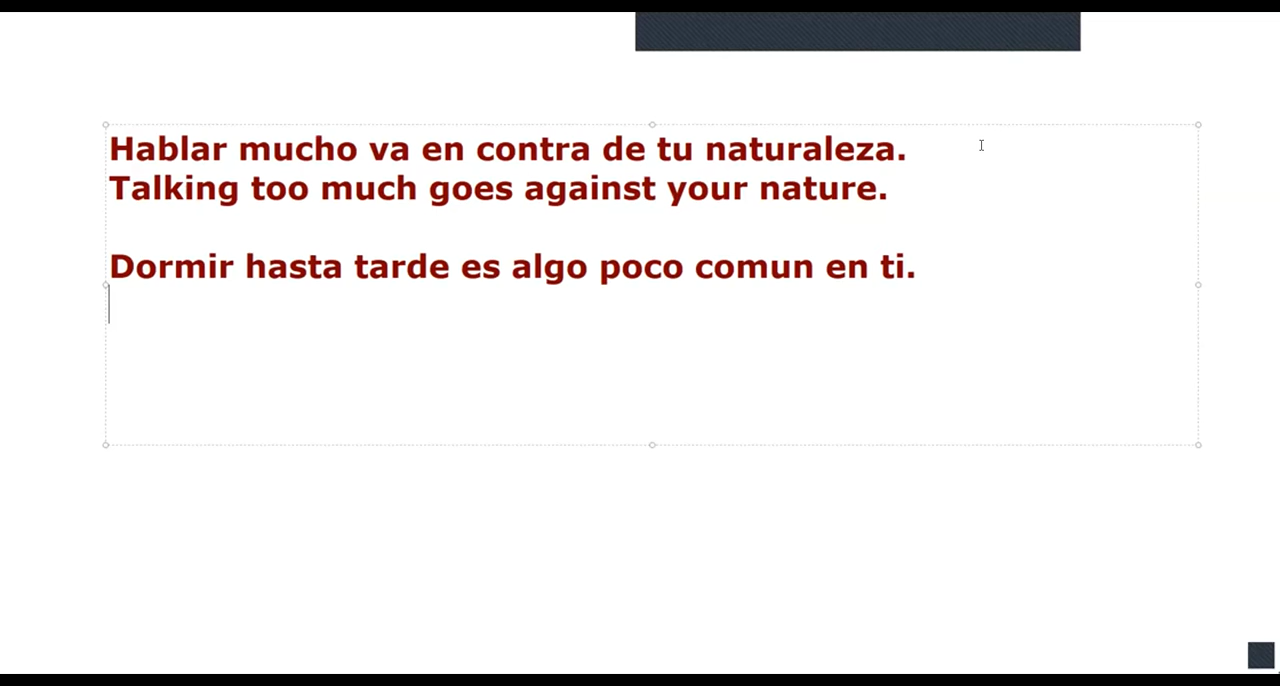 Hablar mucho va en contra de tu naturaleza.
Talking too much goes against your nature.
Dormir hasta tarde es algo poco comun en ti.